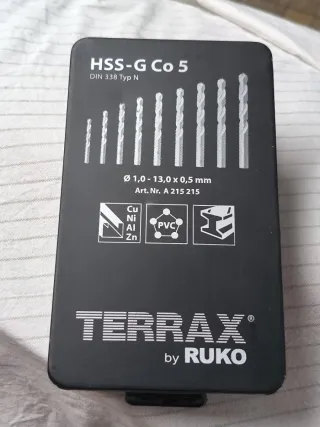 HSS-G Co 5
DIN 338 Typ N
Ø 1,0 - 13,0 x 0,5 mm
Art. Nr. A 215 215
Cu
Ni
Al
Zn
PVC
TERRAX®
by RUKO